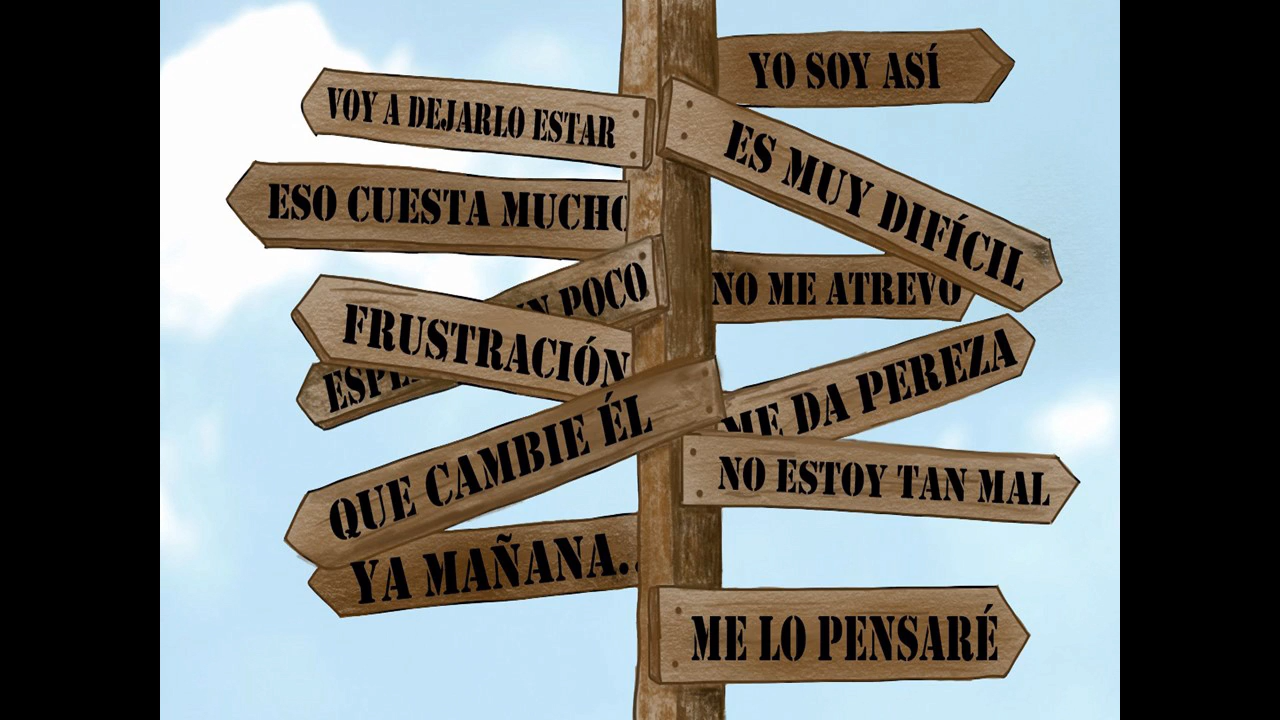 YO SOY ASÍ
VOY A DEJARLO ESTAR
ES MUY DIFÍCIL
ESO CUESTA MUCHO
POCO
NO ME ATREVO
FRUSTRACIÓN
ME DA PEREZA
QUE CAMBIE ÉL
NO ESTOY TAN MAL
YA MAÑANA..
ME LO PENSARÉ